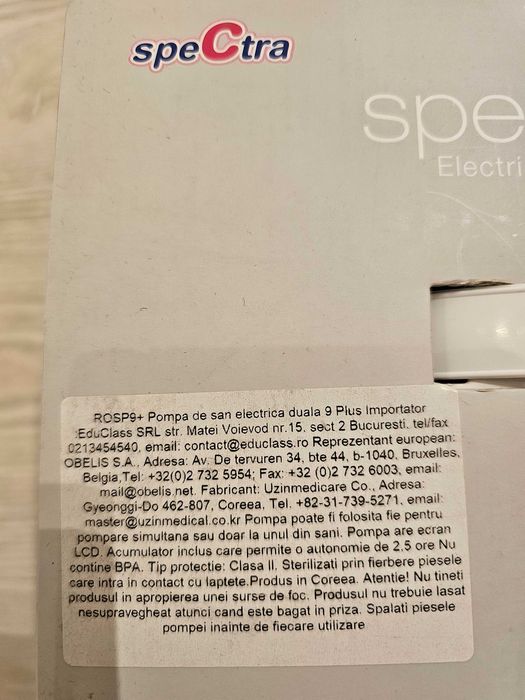 speCtra
spe
Electri
ROSP9+ Pompa de san electrica duala 9 Plus Importator
EduClass SRL str. Matei Voievod nr.15, sect 2 Bucuresti. tel/fax
0213454540, email: contact@educlass.ro Reprezentant european:
OBELIS S.A., Adresa: Av. De tervuren 34, bte 44, b-1040. Bruxelles,
Belgia,Tel: +32(0)2 732 5954; Fax: +32 (0)2 732 6003, email:
mail@obelis.net. Fabricant: Uzinmedicare Co., Adresa:
Gyeonggi-Do 462-807, Coreea, Tel. +82-31-739-5271, email:
master@uzinmedical.co.kr Pompa poate fi folosita fie pentru
pompare simultana sau doar la unul din sani. Pompa are ecran
LCD. Acumulator inclus care permite o autonomie de 2,5 ore Nu
contine BPA. Tip protectie: Clasa II. Sterilizati prin fierbere piesele
care intra in contact cu laptele.Produs in Coreea. Atentie! Nu tineti
produsul in apropierea unei surse de foc. Produsul nu trebuie lasat
nesupravegheat atunci cand este bagat in priza. Spalati piesele
pompei inainte de fiecare utilizare